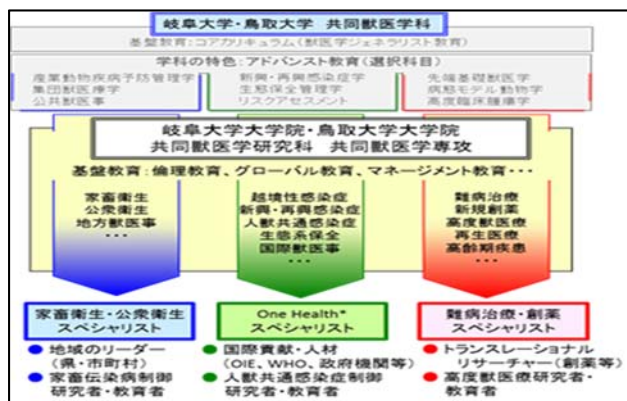 岐阜大学・鳥取大学 共同獣医学科
基盤教育:コアカリキュラム(獣医学ジェネラリスト教育)
学科の特色:アドバンスト教育(選択科目)
産業動物疾病予防管理学
集団獣医療学
公共獣医事
新興・再興感染症学
生態保全管理学
リスクアセスメント
先端基礎獣医学
病態モデル動物学
高度臨床腫瘍学
岐阜大学大学院・鳥取大学大学院
共同獣医学研究科 共同獣医学専攻
基盤教育:倫理教育、グローバル教育、マネージメント教育・・・
家畜衛生
公衆衛生
地方獣医事
・・・
越境性感染症
新興・再興感染症
人獣共通感染症
生態系保全
国際獣医事
・・・
難病治療
新規創薬
高度獣医療
再生医療
高齢期疾患
・・・
家畜衛生・公衆衛生
スペシャリスト
One Health*
スペシャリスト
難病治療・創薬
スペシャリスト
● 地域のリーダー
(県・市町村)
● 家畜伝染病制御
研究者・教育者
● 国際貢献・人材
(OIE、WHO、政府機関等)
● 人獣共通感染症制御
研究者・教育者
● トランスレーショナル
リサーチャー(創薬等)
● 高度獣医療研究者・
教育者